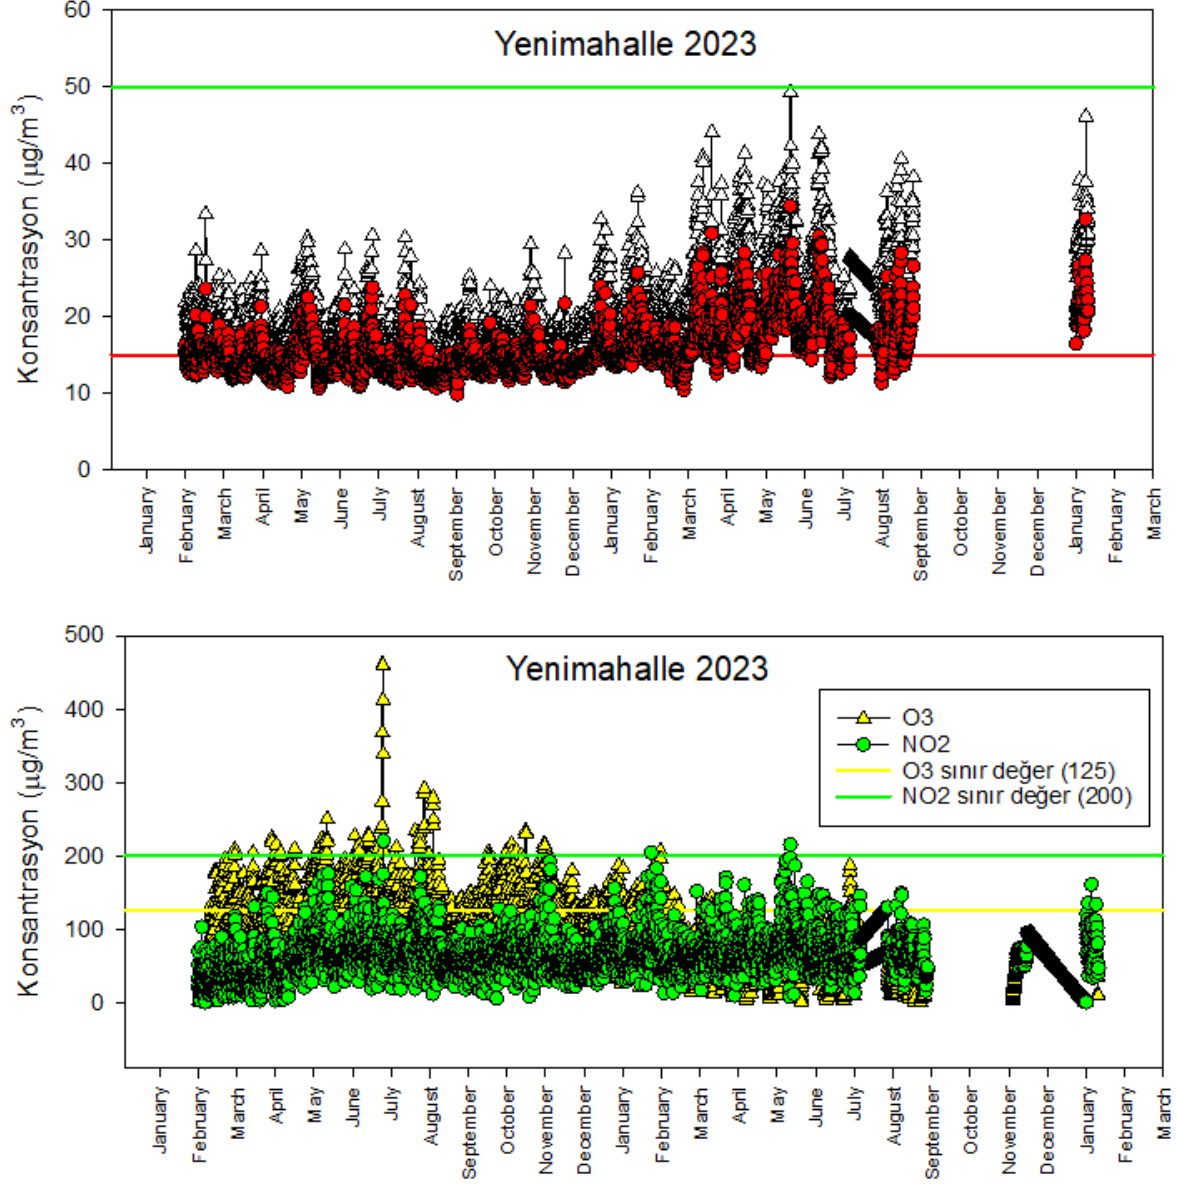 Yenimahalle 2023
Konsantrasyon (µg/m³)
60
50
40
30
20
10
0
January
February
March
April
May
June
July
August
September
October
November
December
January
February
March
April
May
June
July
August
September
October
November
December
January
February
March
Yenimahalle 2023
Konsantrasyon (µg/m³)
500
400
300
200
100
0
O3
NO2
O3 sınır değer (125)
NO2 sınır değer (200)
January
February
March
April
May
June
July
August
September
October
November
December
January
February
March
April
May
June
July
August
September
October
November
December
January
February
March